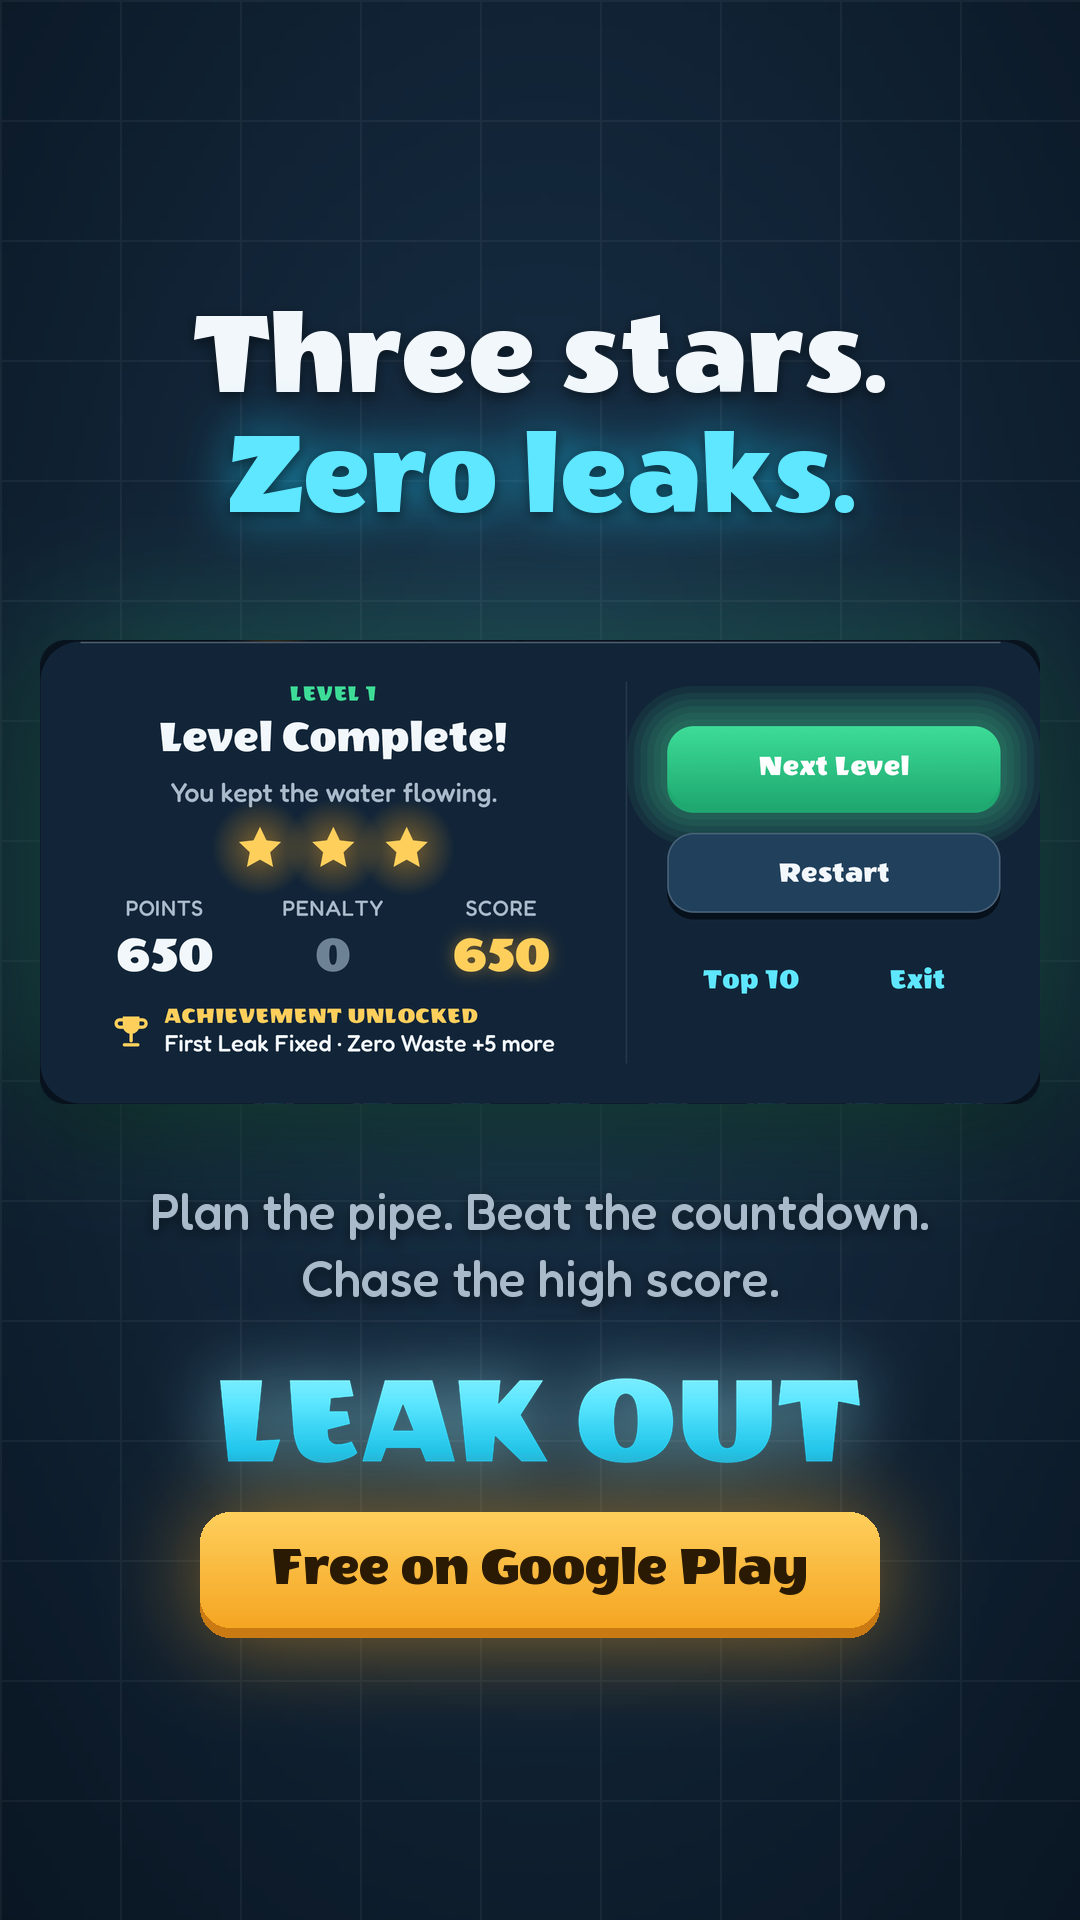 Three stars.
Zero leaks.
LEVEL 1
Level Complete!
You kept the water flowing.
POINTS PENALTY SCORE
650 0 650
ACHIEVEMENT UNLOCKED
First Leak Fixed · Zero Waste +5 more
Next Level
Restart
Top 10 Exit
Plan the pipe. Beat the countdown.
Chase the high score.
LEAK OUT
Free on Google Play